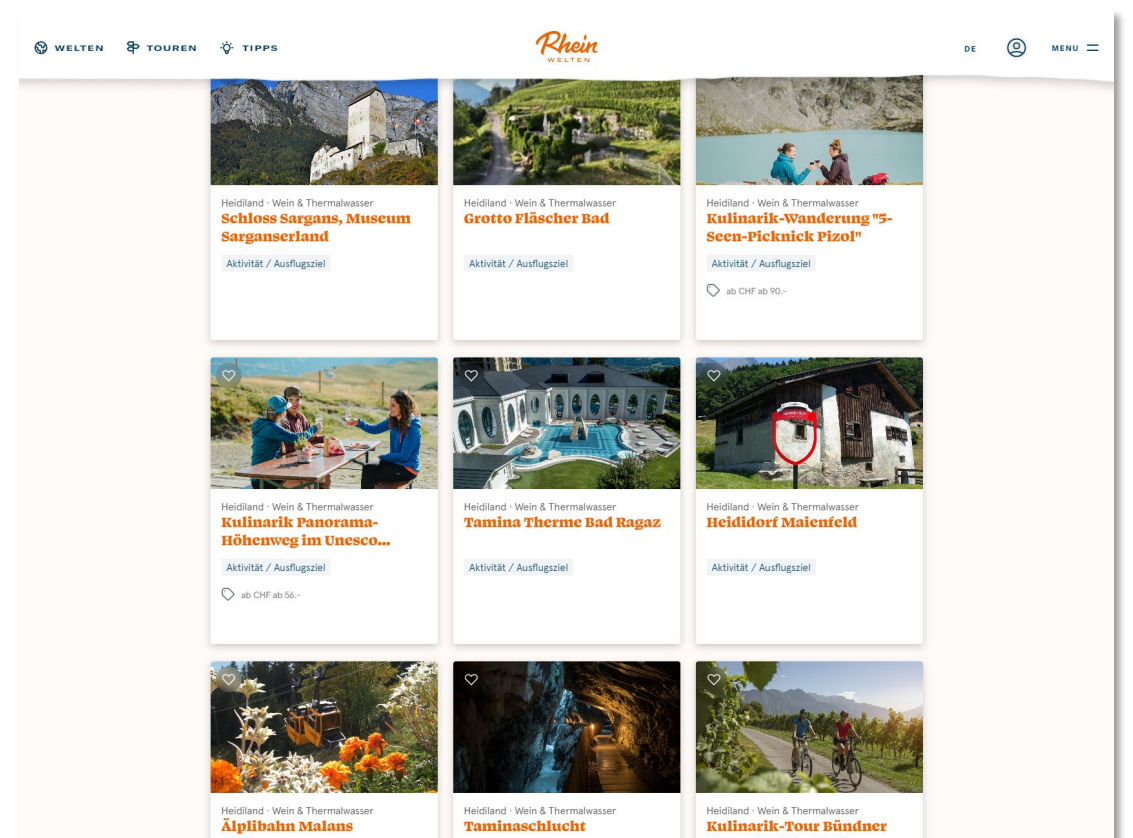 WELTEN TOUREN TIPPS
Rhein
WELTEN
DE MENU
Heidiland · Wein & Thermalwasser
Schloss Sargans, Museum
Sarganserland
Aktivität / Ausflugsziel
Heidiland · Wein & Thermalwasser
Grotto Fläscher Bad
Aktivität / Ausflugsziel
Heidiland · Wein & Thermalwasser
Kulinarik-Wanderung "5-
Seen-Picknick Pizol"
Aktivität / Ausflugsziel
ab CHF ab 90.-
Heidiland · Wein & Thermalwasser
Kulinarik Panorama-
Höhenweg im Unesco...
Aktivität / Ausflugsziel
ab CHF ab 56.-
Heidiland · Wein & Thermalwasser
Tamina Therme Bad Ragaz
Aktivität / Ausflugsziel
Heidiland · Wein & Thermalwasser
Heididorf Maienfeld
Aktivität / Ausflugsziel
Heidiland · Wein & Thermalwasser
Älplibahn Malans
Heidiland · Wein & Thermalwasser
Taminaschlucht
Heidiland · Wein & Thermalwasser
Kulinarik-Tour Bündner